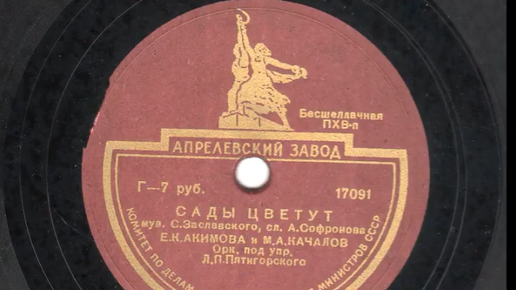 Бесшеллачная
ПХВ-п
АПРЕЛЕВСКИЙ ЗАВОД
Г—7 руб.
17091
САДЫ ЦВЕТУТ
муз. С.Заславского, сл. А.Софронова
Е.К.АКИМОВА и М.А.КАЧАЛОВ
Орк. под упр.
Л.П.Пятигорского
КОМИТЕТ ПО ДЕЛАМ
МИНИСТРОВ СССР